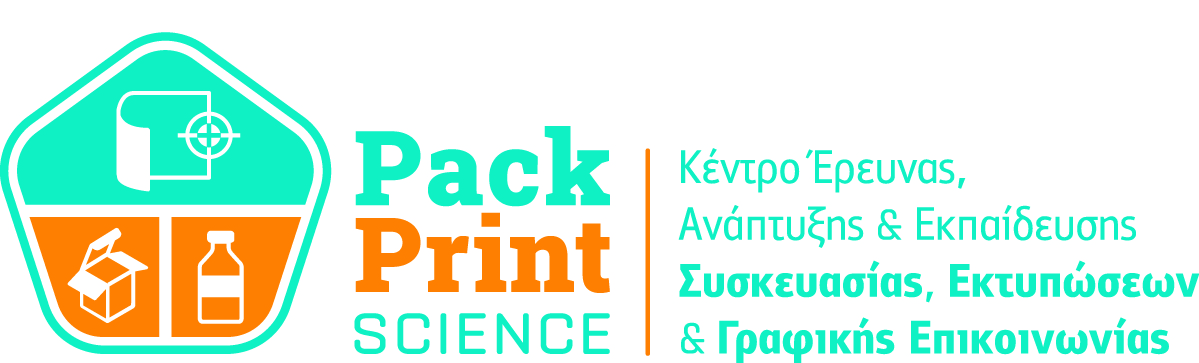 Pack
Print
SCIENCE
Κέντρο Έρευνας,
Ανάπτυξης & Εκπαίδευσης
Συσκευασίας, Εκτυπώσεων
& Γραφικής Επικοινωνίας